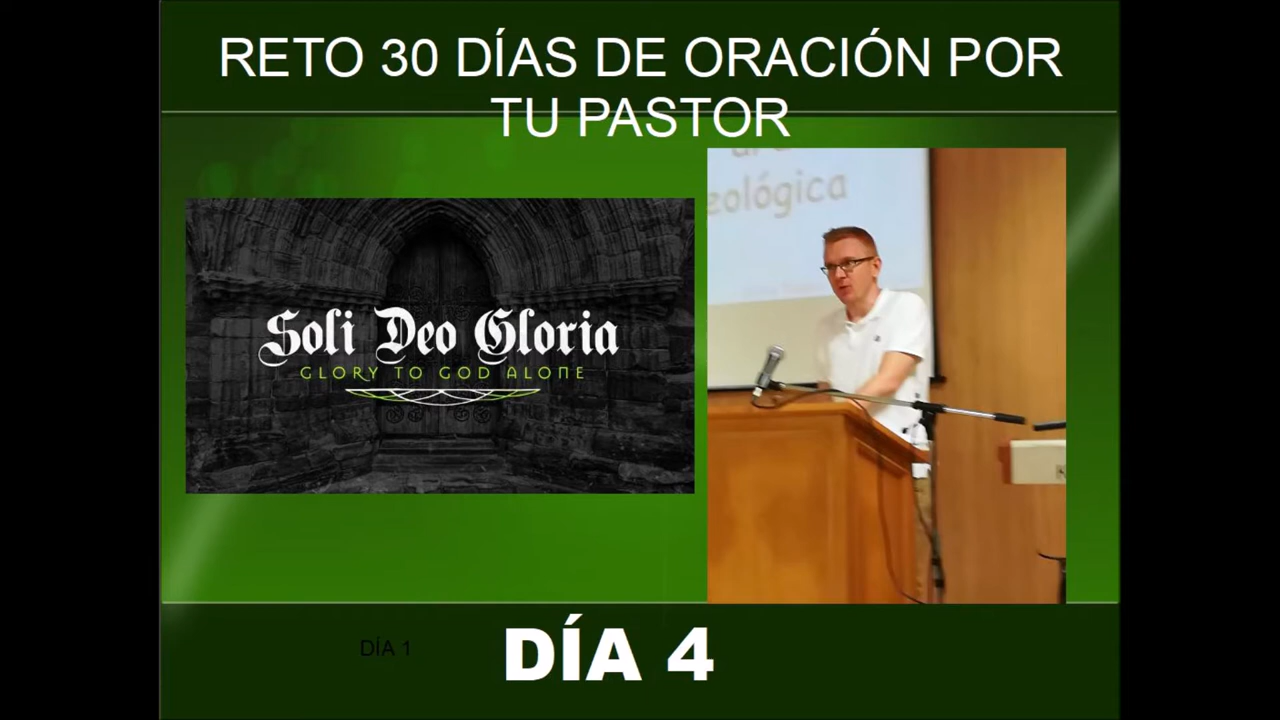 RETO 30 DÍAS DE ORACIÓN POR
TU PASTOR
Soli Deo Gloria
GLORY TO GOD ALONE
eológica
DÍA 1
DÍA 4